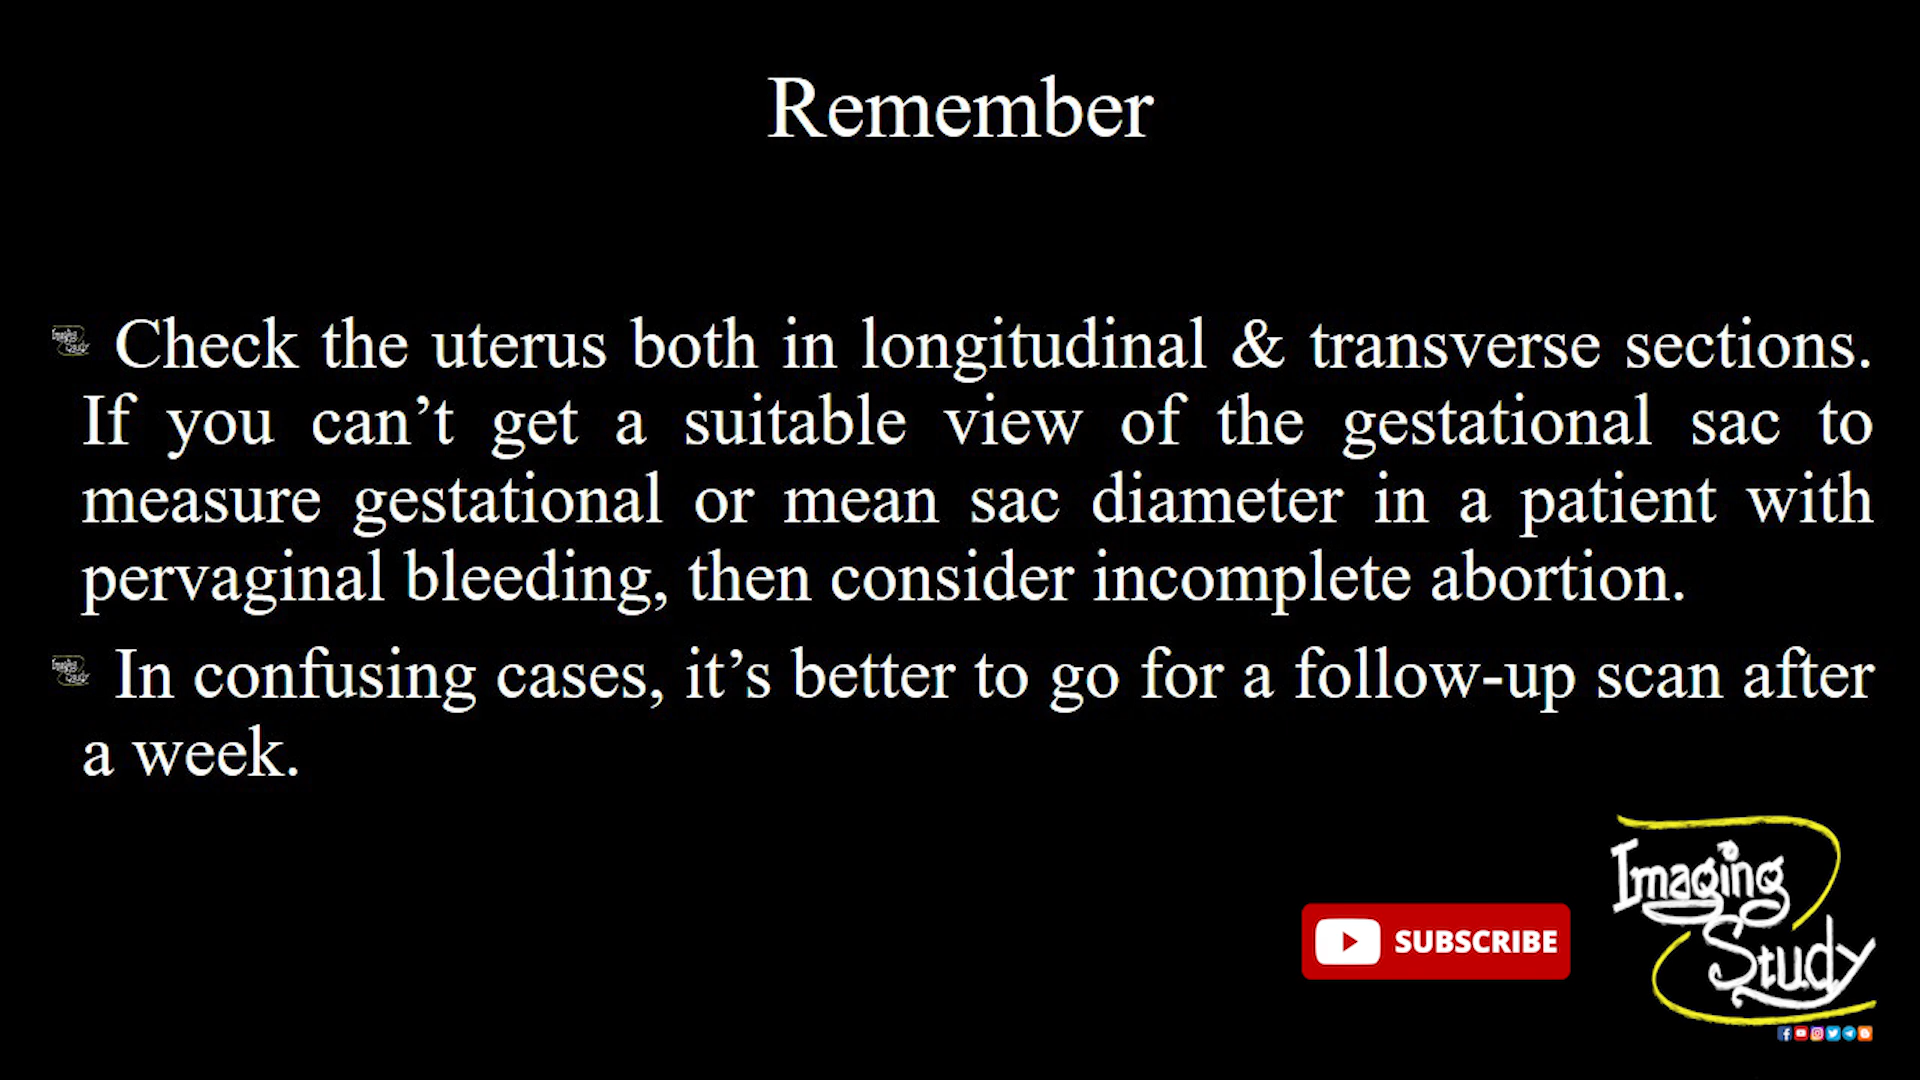 Remember
Check the uterus both in longitudinal & transverse sections.
If you can’t get a suitable view of the gestational sac to
measure gestational or mean sac diameter in a patient with
pervaginal bleeding, then consider incomplete abortion.
In confusing cases, it’s better to go for a follow-up scan after
a week.
SUBSCRIBE
Imaging
Study